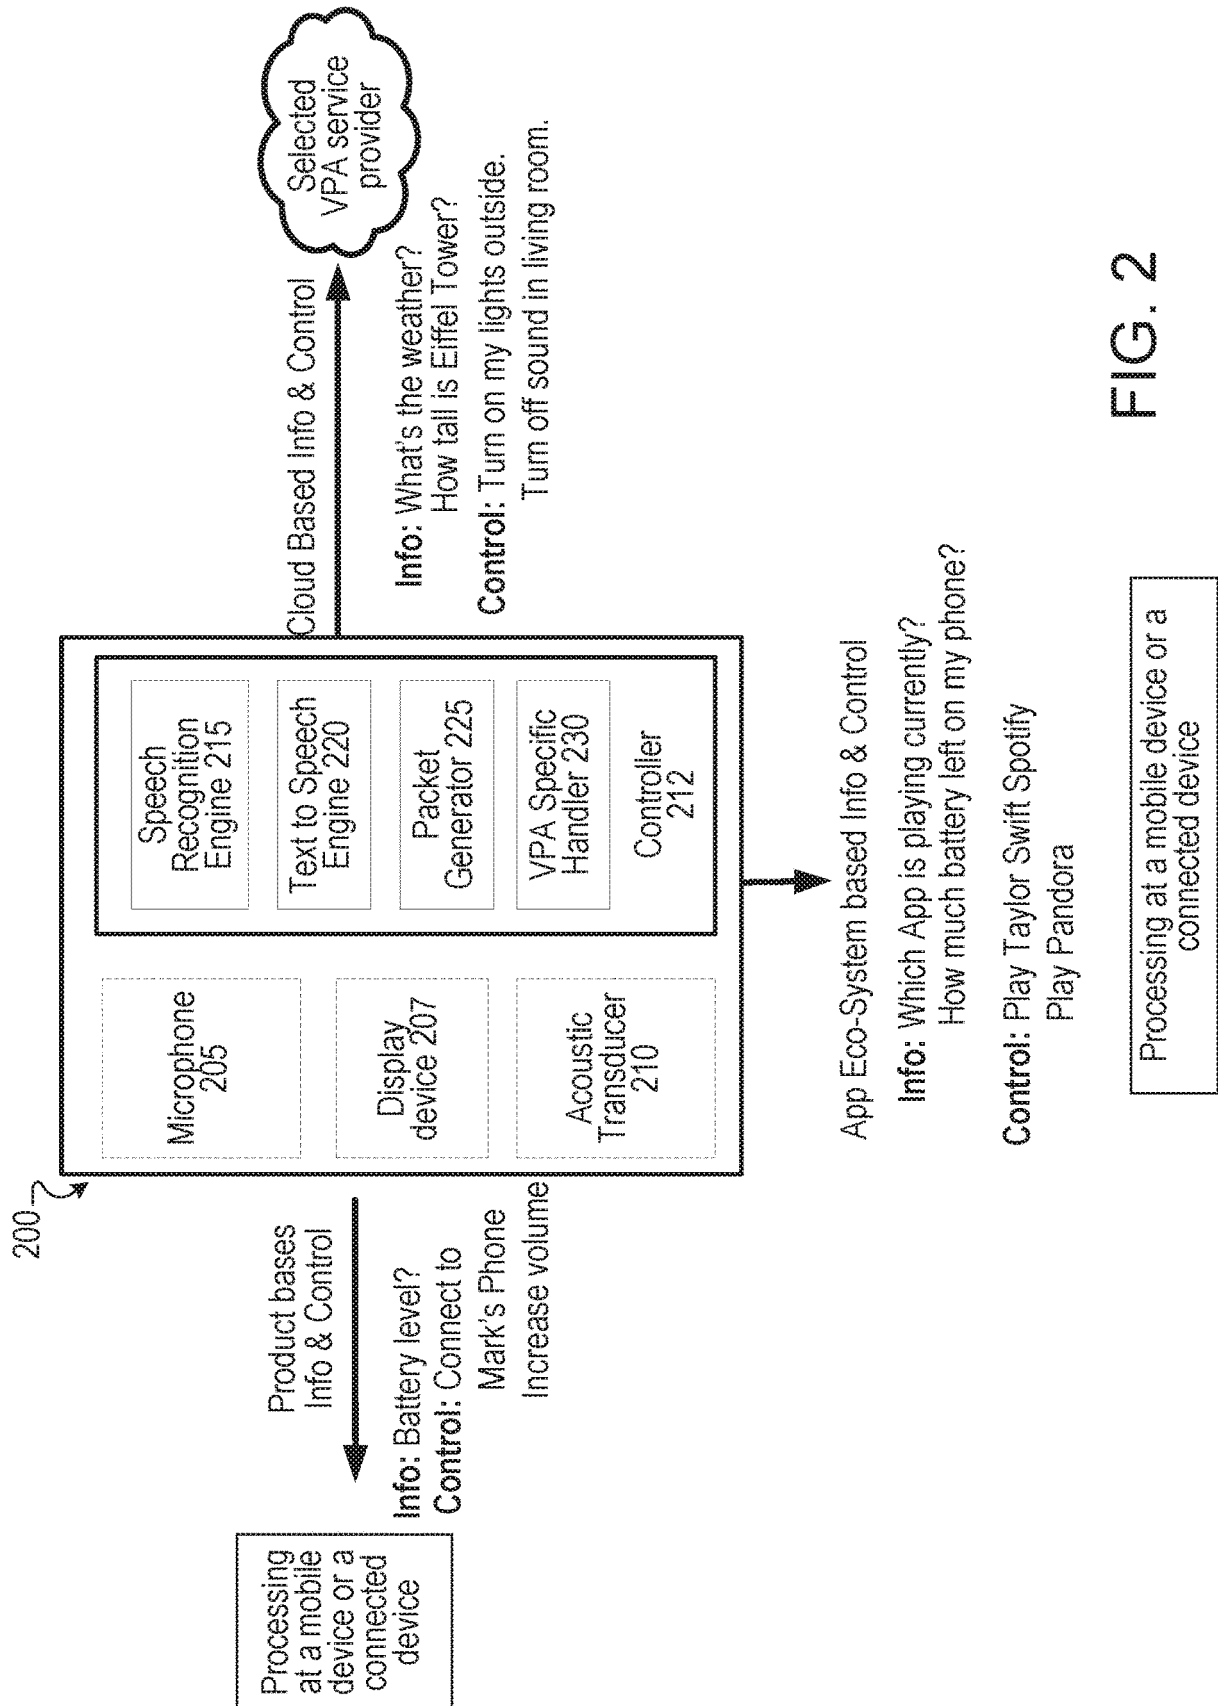 200
Microphone
205
Display
device 207
Acoustic
Transducer
210
Speech
Recognition
Engine 215
Text to Speech
Engine 220
Packet
Generator 225
VPA Specific
Handler 230
Controller
212
Product bases
Info & Control
Info: Battery level?
Control: Connect to
Mark's Phone
Increase volume
Processing
at a mobile
device or a
connected
device
Cloud Based Info & Control
Selected
VPA service
provider
Info: What's the weather?
How tall is Eiffel Tower?
Control: Turn on my lights outside.
Turn off sound in living room.
App Eco-System based Info & Control
Info: Which App is playing currently?
How much battery left on my phone?
Control: Play Taylor Swift Spotify
Play Pandora
Processing at a mobile device or a
connected device
FIG. 2